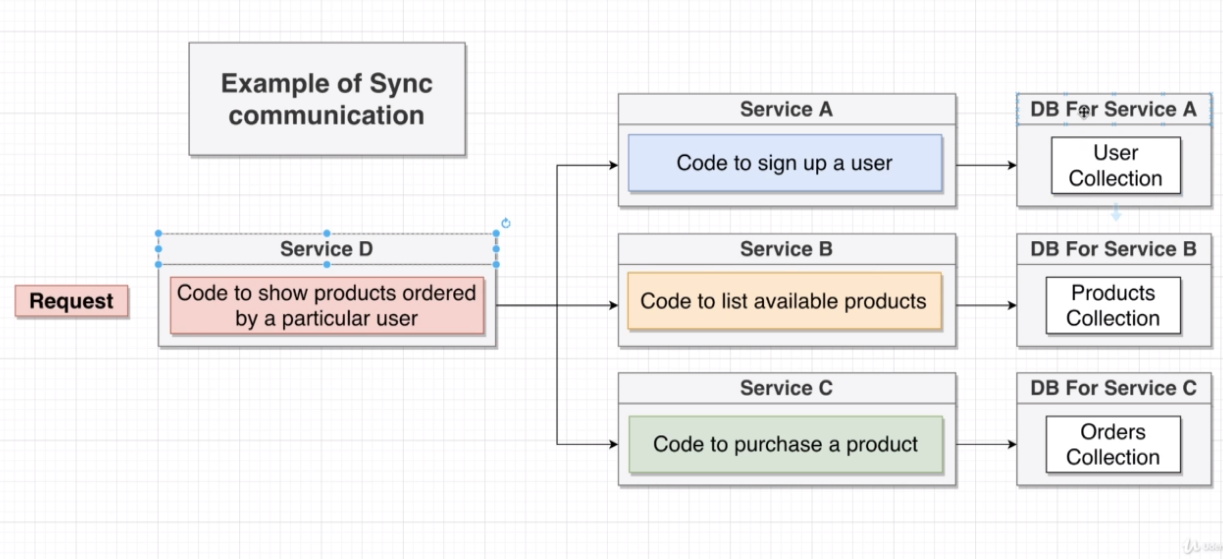 Example of Sync
communication
Service A
Code to sign up a user
DB For Service A
User
Collection
Service D
Code to show products ordered
by a particular user
Request
Service B
Code to list available products
DB For Service B
Products
Collection
Service C
Code to purchase a product
DB For Service C
Orders
Collection